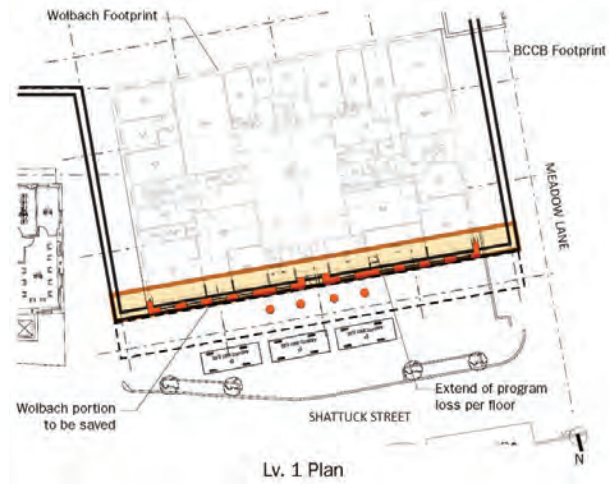 Wolbach Footprint
BCCB Footprint
MEADOW LANE
Extend of program
loss per floor
Wolbach portion
to be saved
SHATTUCK STREET
N
Lv. 1 Plan